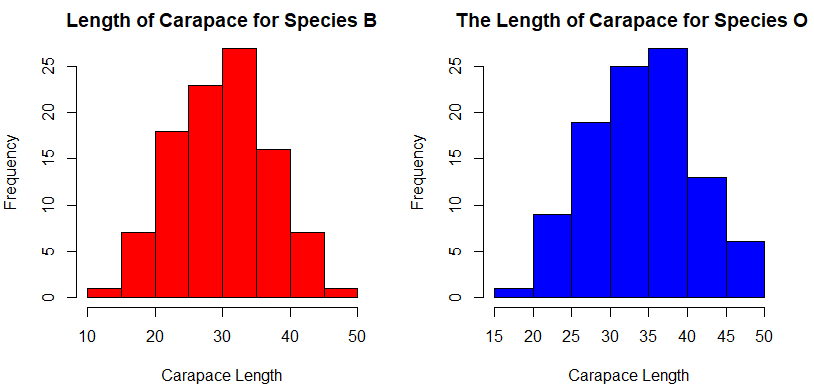 Length of Carapace for Species B
Frequency
25
20
15
10
5
0
10 20 30 40 50
Carapace Length
The Length of Carapace for Species O
Frequency
25
20
15
10
5
0
15 20 25 30 35 40 45 50
Carapace Length